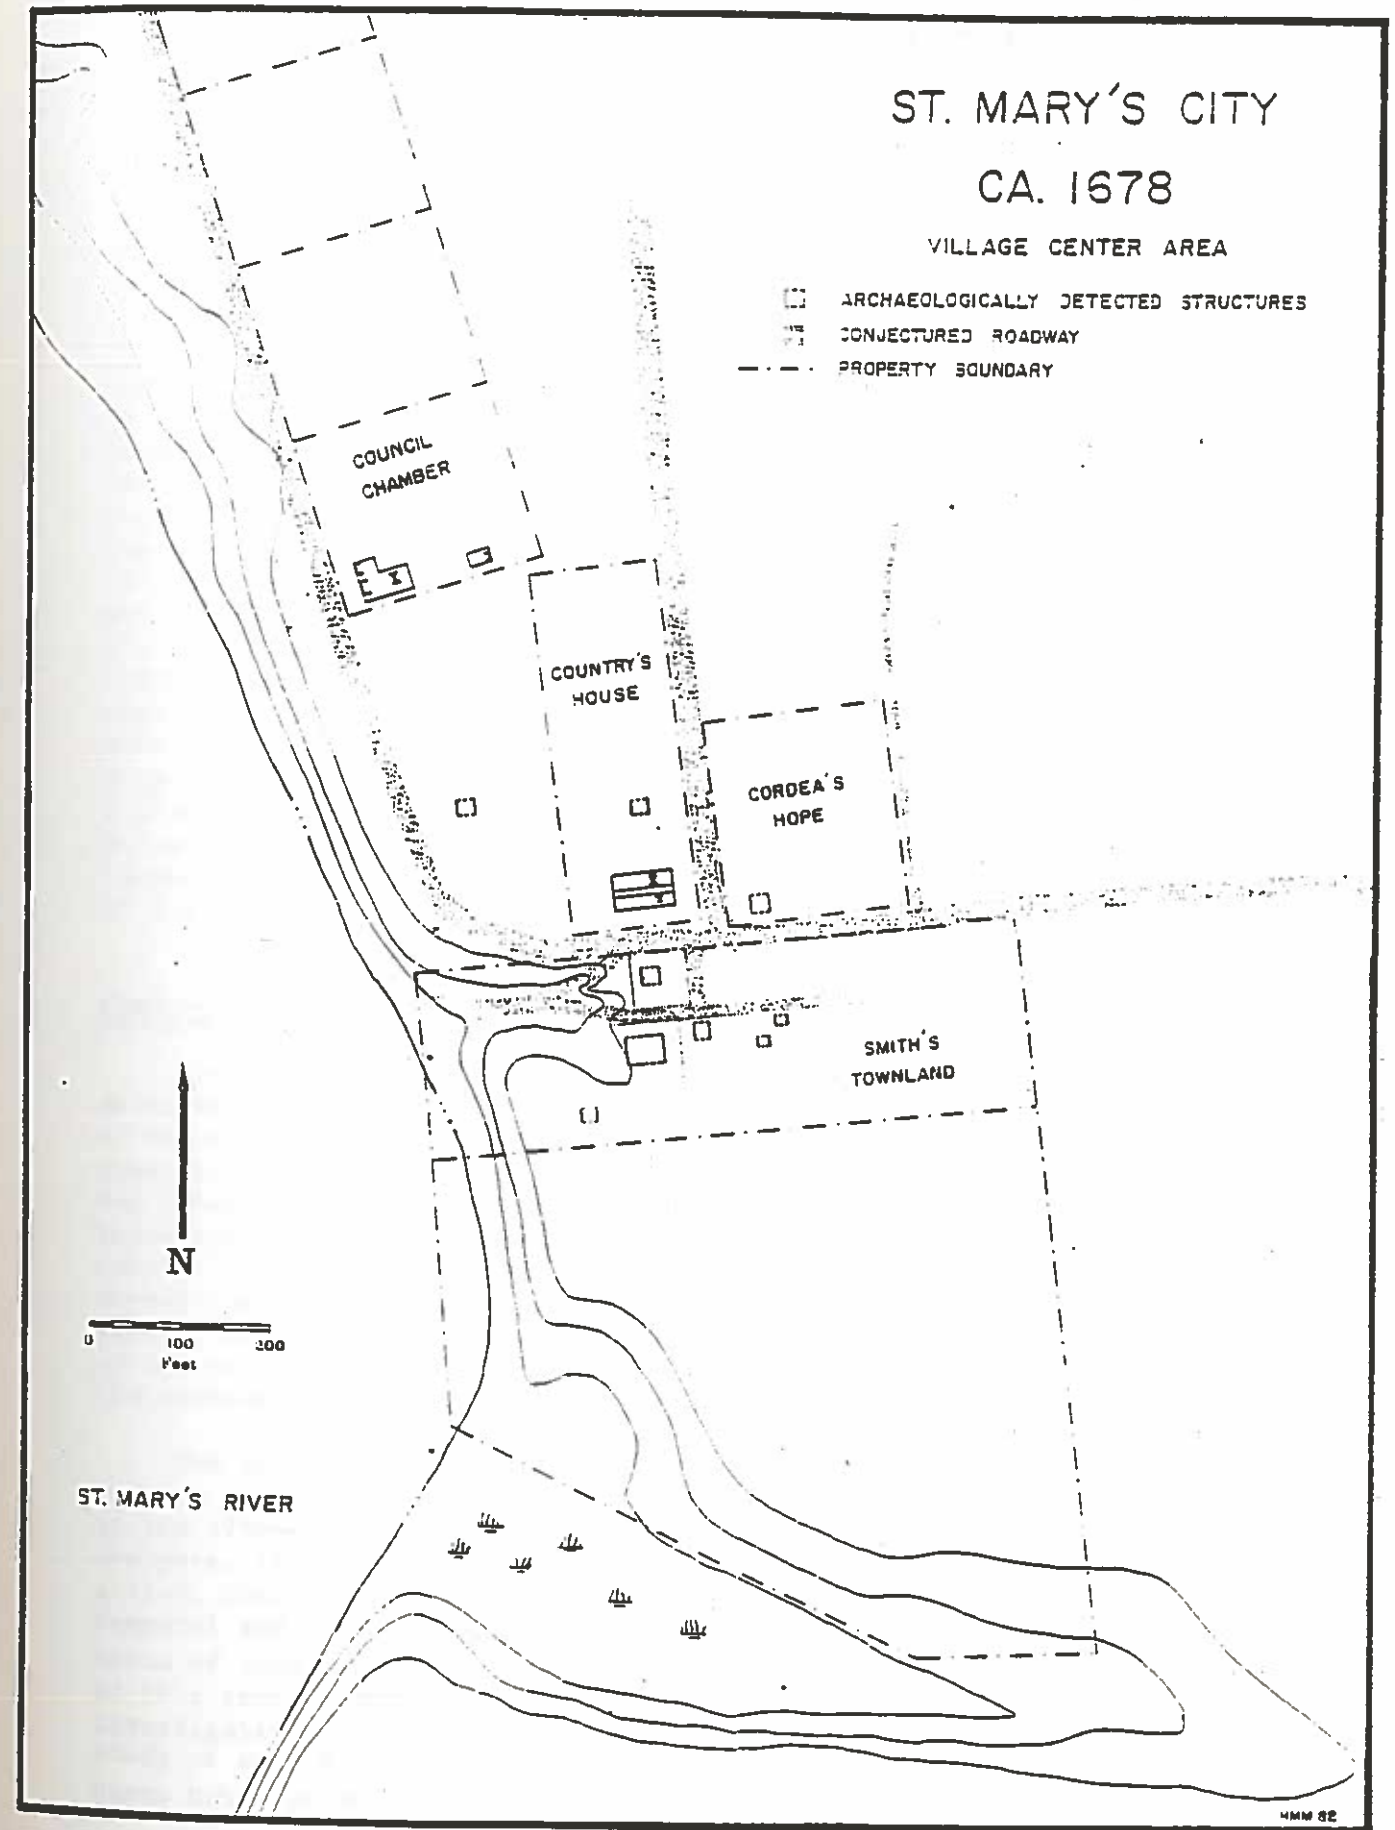 ST. MARY'S CITY
CA. 1678
VILLAGE CENTER AREA
ARCHAEOLOGICALLY DETECTED STRUCTURES
CONJECTURED ROADWAY
PROPERTY BOUNDARY
COUNCIL
CHAMBER
COUNTRY'S
HOUSE
CORDEA'S
HOPE
SMITH'S
TOWNLAND
N
0 100 200
Feet
ST. MARY'S RIVER
HMM 82